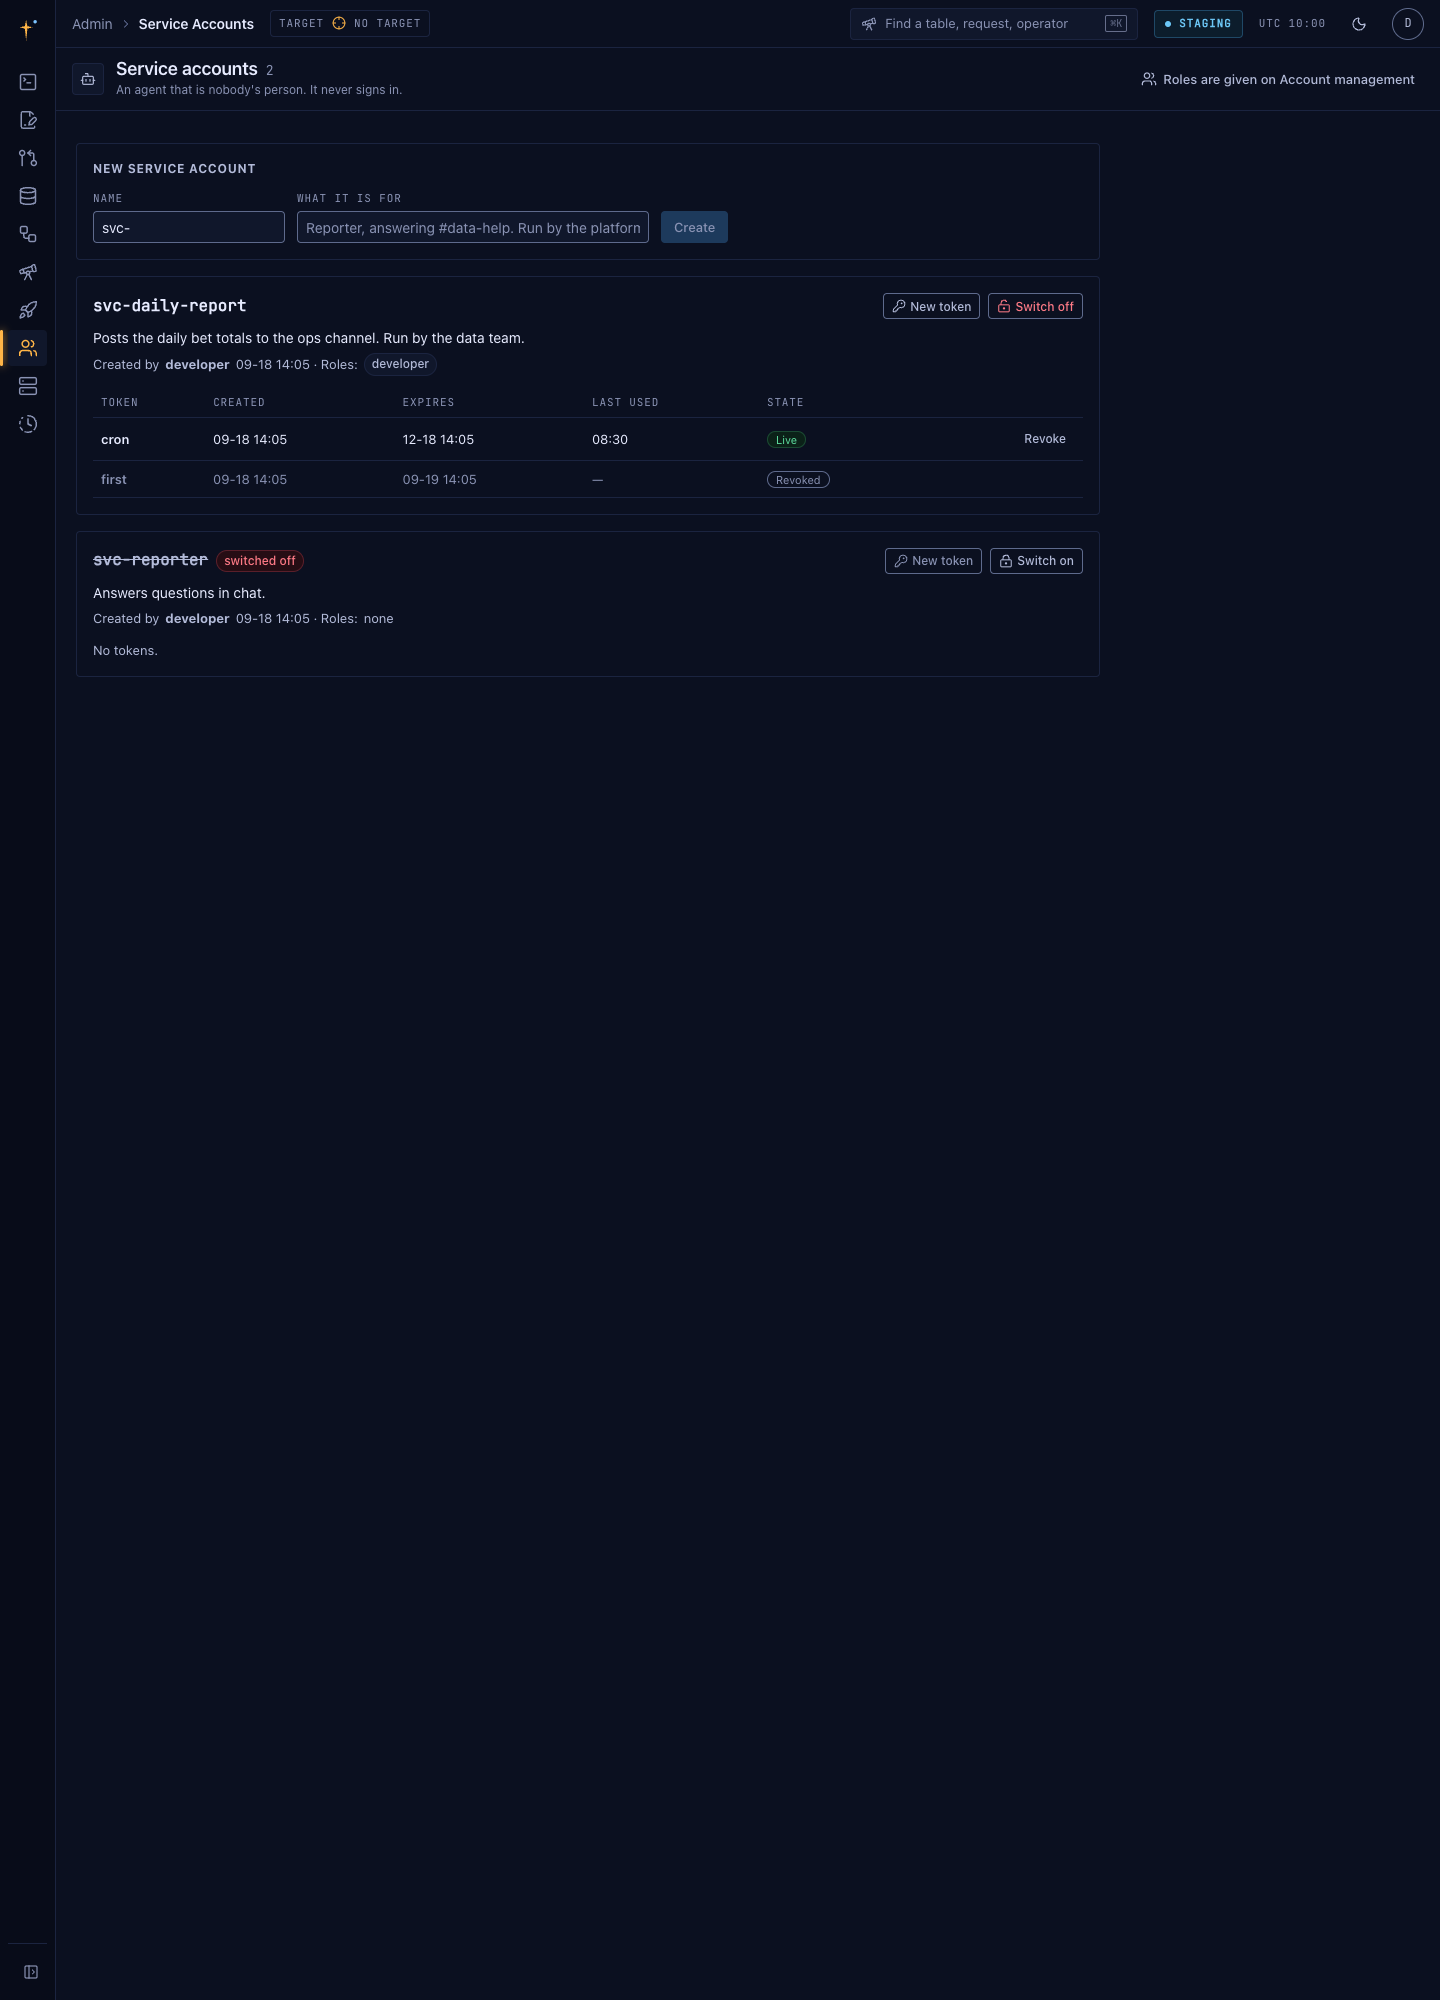 Admin > Service Accounts TARGET NO TARGET Find a table, request, operator ⌘K STAGING UTC 10:00 D
Service accounts 2
An agent that is nobody's person. It never signs in.
Roles are given on Account management
NEW SERVICE ACCOUNT
NAME WHAT IT IS FOR
svc- Reporter, answering #data-help. Run by the platforn Create
svc-daily-report New token Switch off
Posts the daily bet totals to the ops channel. Run by the data team.
Created by developer 09-18 14:05 · Roles: developer
TOKEN CREATED EXPIRES LAST USED STATE
cron 09-18 14:05 12-18 14:05 08:30 Live Revoke
first 09-18 14:05 09-19 14:05 — Revoked
svc-reporter switched off New token Switch on
Answers questions in chat.
Created by developer 09-18 14:05 · Roles: none
No tokens.